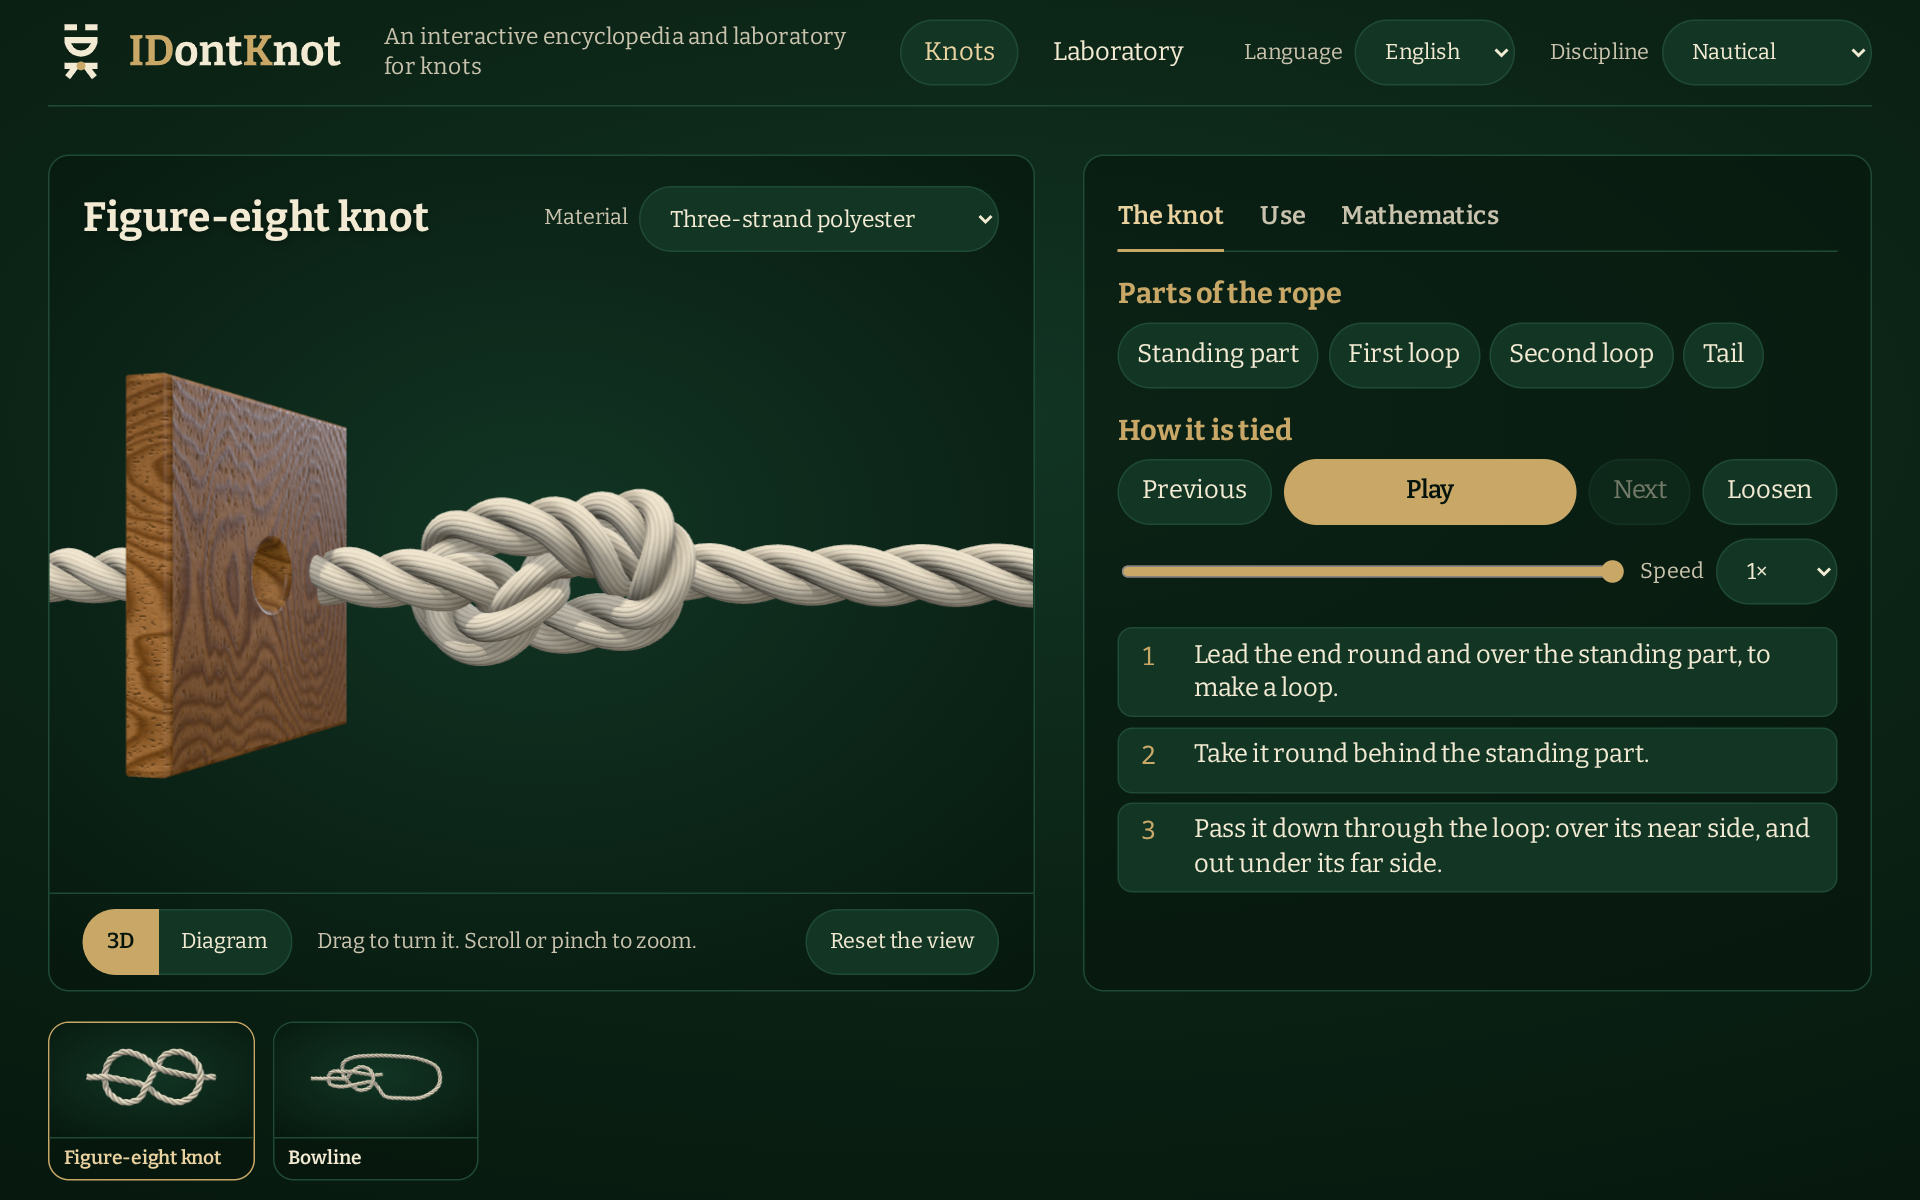 IDontKnot
An interactive encyclopedia and laboratory
for knots
Knots
Laboratory
Language
English
Discipline
Nautical
Figure-eight knot
Material
Three-strand polyester
3D
Diagram
Drag to turn it. Scroll or pinch to zoom.
Reset the view
The knot
Use
Mathematics
Parts of the rope
Standing part
First loop
Second loop
Tail
How it is tied
Previous
Play
Next
Loosen
Speed
1×
1
Lead the end round and over the standing part, to
make a loop.
2
Take it round behind the standing part.
3
Pass it down through the loop: over its near side, and
out under its far side.
Figure-eight knot
Bowline